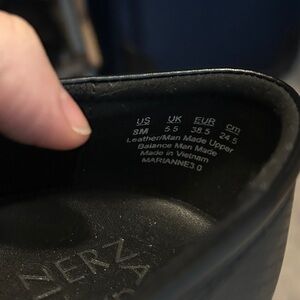 US UK EUR cm
8M 5.5 38.5 24.5
Leather/Man Made Upper
Balance Man Made
Made in Vietnam
MARIANNE3.0